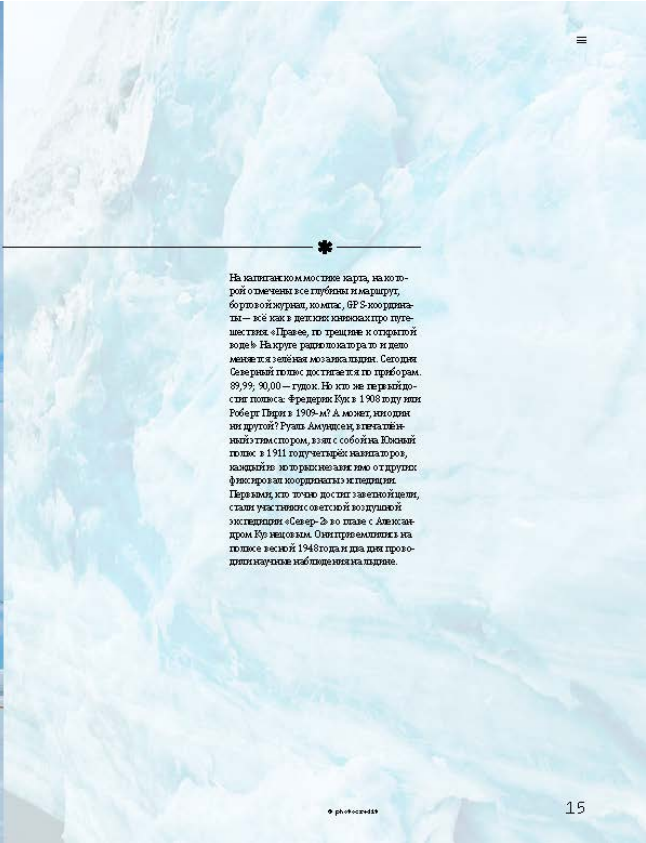 На капитанском мостике карта, на кото-
рой отмечены все глубины и маршрут,
бортовой журнал, компас, GPS-координа-
ты — всё как в детских книжках про путе-
шествия. «Правее, по трещине к открытой
воде!» На круге радиолокатора то и дело
меняется зелёная мозаика льдин. Сегодня
Северный полюс достигается по приборам.
89,99; 90,00 — гудок. Но кто же первый до-
стиг полюса: Фредерик Кук в 1908 году или
Роберт Пири в 1909-м? А может, ни один
ни другой? Руаль Амундсен, впечатлён-
ный этим спором, взял с собой на Южный
полюс в 1911 году четырёх навигаторов,
каждый из которых независимо от других
фиксировал координаты экспедиции.
Первыми, кто точно достиг заветной цели,
стали участники советской воздушной
экспедиции «Север-2» во главе с Алексан-
дром Кузнецовым. Они приземлились на
полюсе весной 1948 года и два дня прово-
дили научные наблюдения на льдине.
© photocredit
15